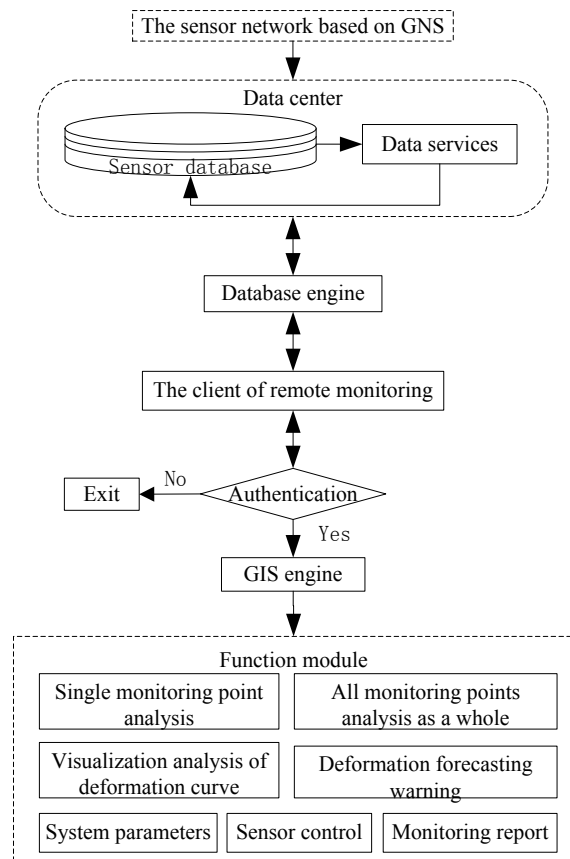 The sensor network based on GNS
Data center
Sensor database
Data services
Database engine
The client of remote monitoring
No
Exit
Authentication
Yes
GIS engine
Function module
Single monitoring point
analysis
All monitoring points
analysis as a whole
Visualization analysis of
deformation curve
Deformation forecasting
warning
System parameters
Sensor control
Monitoring report